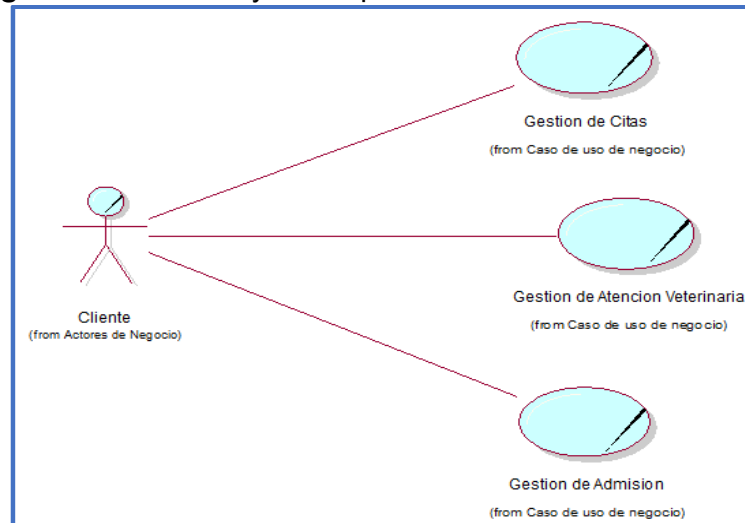 Gestion de Citas
(from Caso de uso de negocio)
Gestion de Atencion Veterinaria
(from Caso de uso de negocio)
Cliente
(from Actores de Negocio)
Gestion de Admision
(from Caso de uso de negocio)